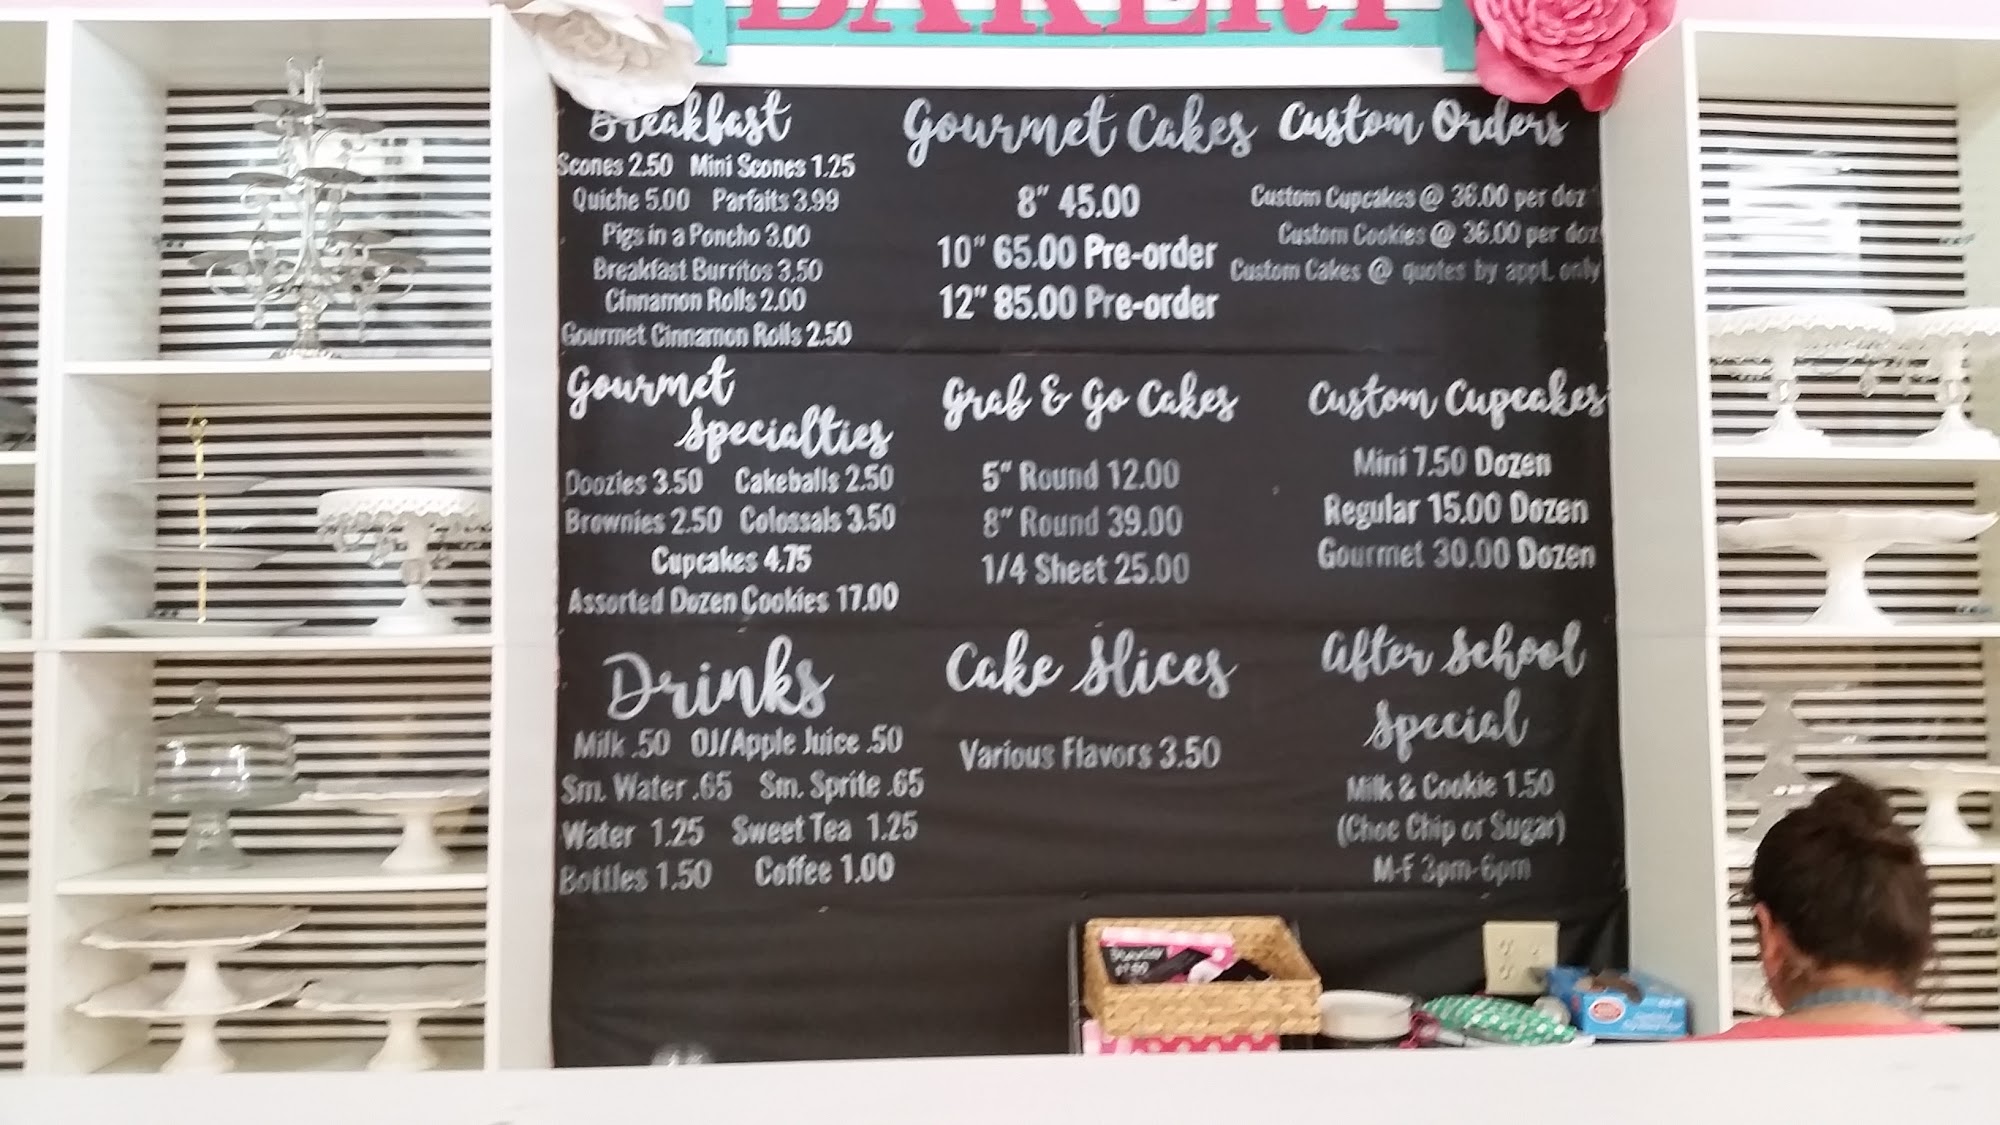 BAKERY
Breakfast
Scones 2.50 Mini Scones 1.25
Quiche 5.00 Parfaits 3.99
Pigs in a Poncho 3.00
Breakfast Burritos 3.50
Cinnamon Rolls 2.00
Gourmet Cinnamon Rolls 2.50
Gourmet
Specialties
Doozies 3.50 Cakeballs 2.50
Brownies 2.50 Colossals 3.50
Cupcakes 4.75
Assorted Dozen Cookies 17.00
Drinks
Milk .50 OJ/Apple Juice .50
Sm. Water .65 Sm. Sprite .65
Water 1.25 Sweet Tea 1.25
Bottles 1.50 Coffee 1.00
Gourmet Cakes
8" 45.00
10" 65.00 Pre-order
12" 85.00 Pre-order
Grab & Go Cakes
5" Round 12.00
8" Round 39.00
1/4 Sheet 25.00
Cake Slices
Various Flavors 3.50
Custom Orders
Custom Cupcakes @ 36.00 per doz
Custom Cookies @ 36.00 per doz
Custom Cakes @ quotes by appt. only
Custom Cupcakes
Mini 7.50 Dozen
Regular 15.00 Dozen
Gourmet 30.00 Dozen
After School
Special
Milk & Cookie 1.50
(Choc Chip or Sugar)
M-F 3pm-6pm